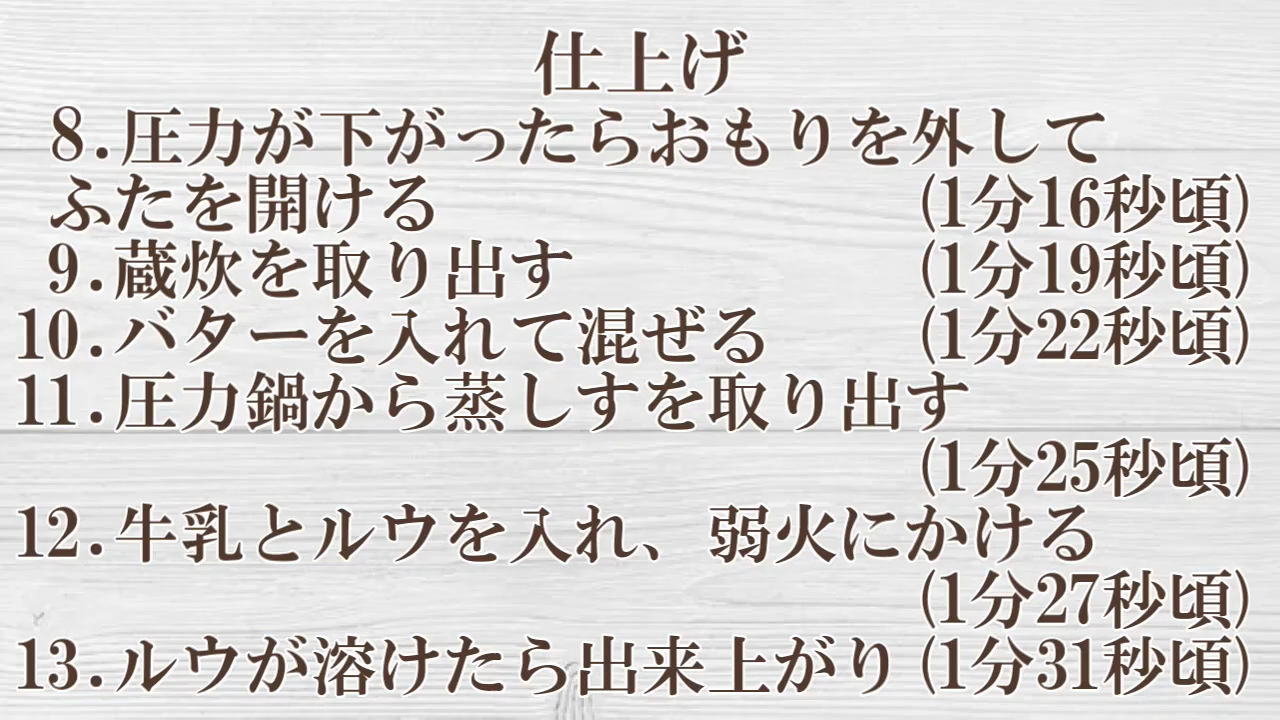 仕上げ
8.圧力が下がったらおもりを外して
ふたを開ける (1分16秒頃)
9.蔵炊を取り出す (1分19秒頃)
10.バターを入れて混ぜる (1分22秒頃)
11.圧力鍋から蒸しすを取り出す
(1分25秒頃)
12.牛乳とルウを入れ、弱火にかける
(1分27秒頃)
13.ルウが溶けたら出来上がり (1分31秒頃)